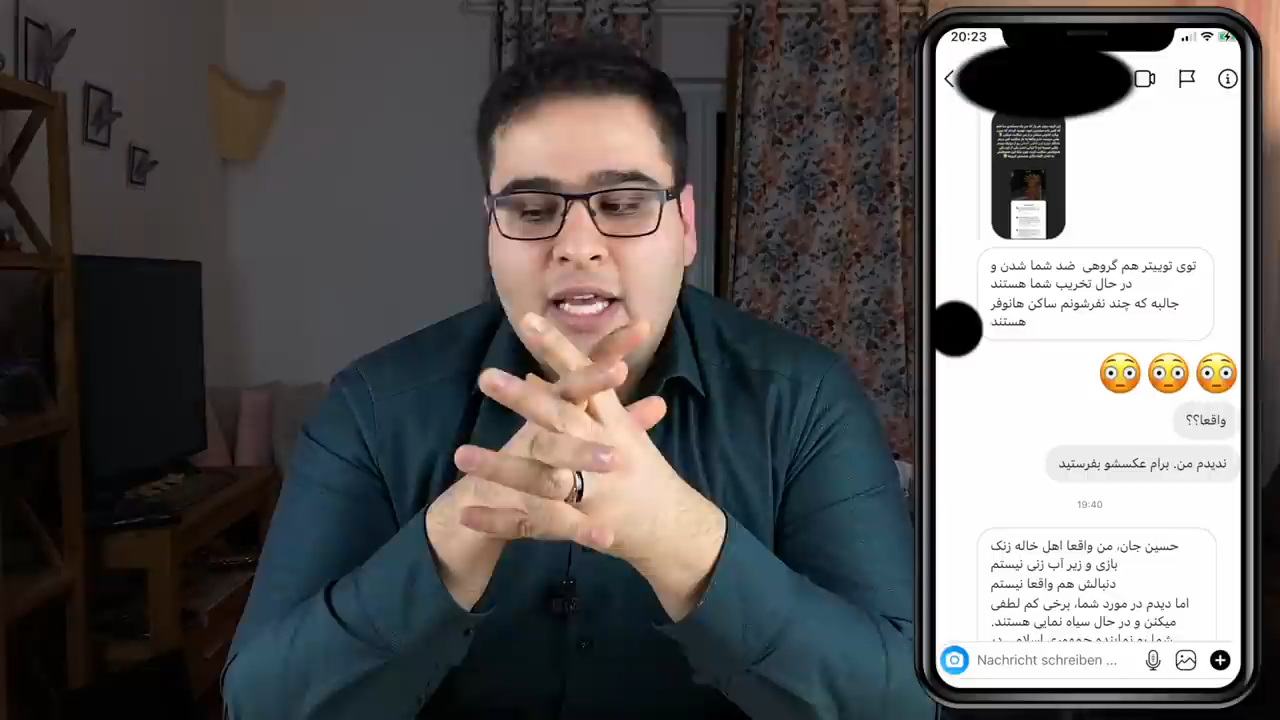 20:23
توی توییتر هم گروهی ضد شما شدن و
در حال تخریب شما هستند
جالبه که چند نفرشونم ساکن هانوفر
هستند
😳😳😳
واقعا؟؟
ندیدم من. برام عکسشو بفرستید
19:40
حسین جان، من واقعا اهل خاله زنک
بازی و زیر آب زنی نیستم
دنبالش هم واقعا نیستم
اما دیدم در مورد شما، برخی کم لطفی
میکنن و در حال سیاه نمایی هستند.
Nachricht schreiben ...